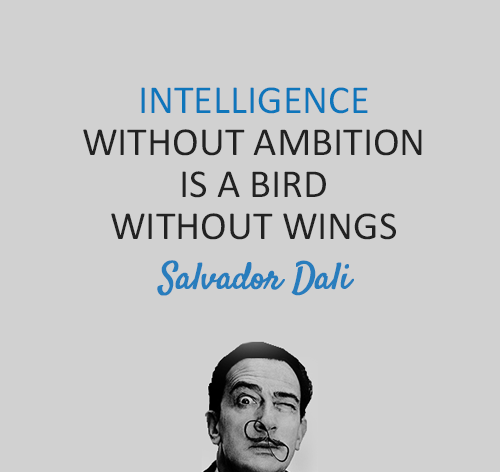 INTELLIGENCE
WITHOUT AMBITION
IS A BIRD
WITHOUT WINGS
Salvador Dali